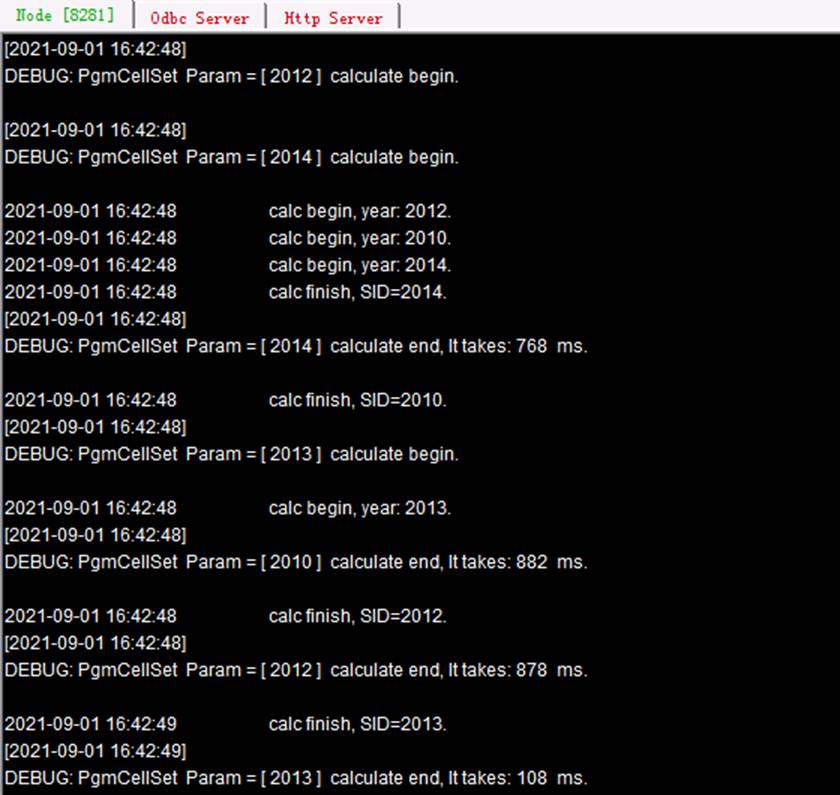 Node [8281] Odbc Server Http Server
[2021-09-01 16:42:48]
DEBUG: PgmCellSet Param = [ 2012 ] calculate begin.
[2021-09-01 16:42:48]
DEBUG: PgmCellSet Param = [ 2014 ] calculate begin.
2021-09-01 16:42:48 calc begin, year: 2012.
2021-09-01 16:42:48 calc begin, year: 2010.
2021-09-01 16:42:48 calc begin, year: 2014.
2021-09-01 16:42:48 calc finish, SID=2014.
[2021-09-01 16:42:48]
DEBUG: PgmCellSet Param = [ 2014 ] calculate end, It takes: 768 ms.
2021-09-01 16:42:48 calc finish, SID=2010.
[2021-09-01 16:42:48]
DEBUG: PgmCellSet Param = [ 2013 ] calculate begin.
2021-09-01 16:42:48 calc begin, year: 2013.
[2021-09-01 16:42:48]
DEBUG: PgmCellSet Param = [ 2010 ] calculate end, It takes: 882 ms.
2021-09-01 16:42:48 calc finish, SID=2012.
[2021-09-01 16:42:48]
DEBUG: PgmCellSet Param = [ 2012 ] calculate end, It takes: 878 ms.
2021-09-01 16:42:49 calc finish, SID=2013.
[2021-09-01 16:42:49]
DEBUG: PgmCellSet Param = [ 2013 ] calculate end, It takes: 108 ms.